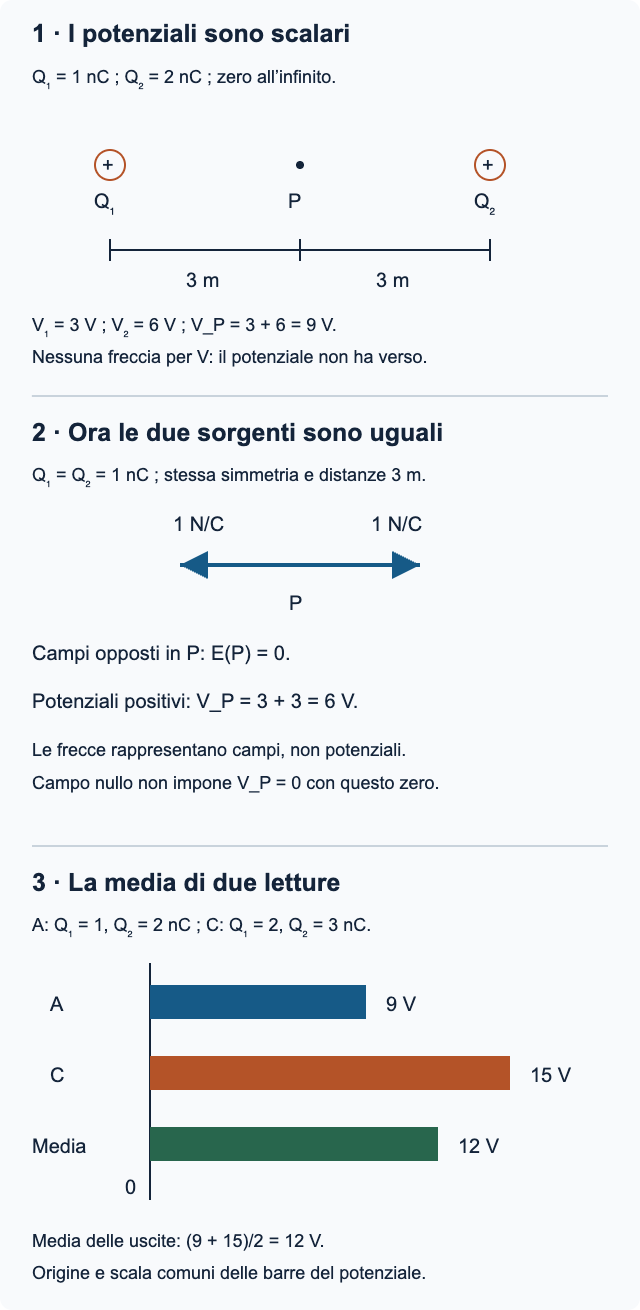 1 · I potenziali sono scalari
Q₁ = 1 nC ; Q₂ = 2 nC ; zero all’infinito.
+ +
Q₁ P Q₂
3 m 3 m
V₁ = 3 V ; V₂ = 6 V ; V_P = 3 + 6 = 9 V.
Nessuna freccia per V: il potenziale non ha verso.
2 · Ora le due sorgenti sono uguali
Q₁ = Q₂ = 1 nC ; stessa simmetria e distanze 3 m.
1 N/C 1 N/C
P
Campi opposti in P: E(P) = 0.
Potenziali positivi: V_P = 3 + 3 = 6 V.
Le frecce rappresentano campi, non potenziali.
Campo nullo non impone V_P = 0 con questo zero.
3 · La media di due letture
A: Q₁ = 1, Q₂ = 2 nC ; C: Q₁ = 2, Q₂ = 3 nC.
A 9 V
C 15 V
Media 12 V
0
Media delle uscite: (9 + 15)/2 = 12 V.
Origine e scala comuni delle barre del potenziale.